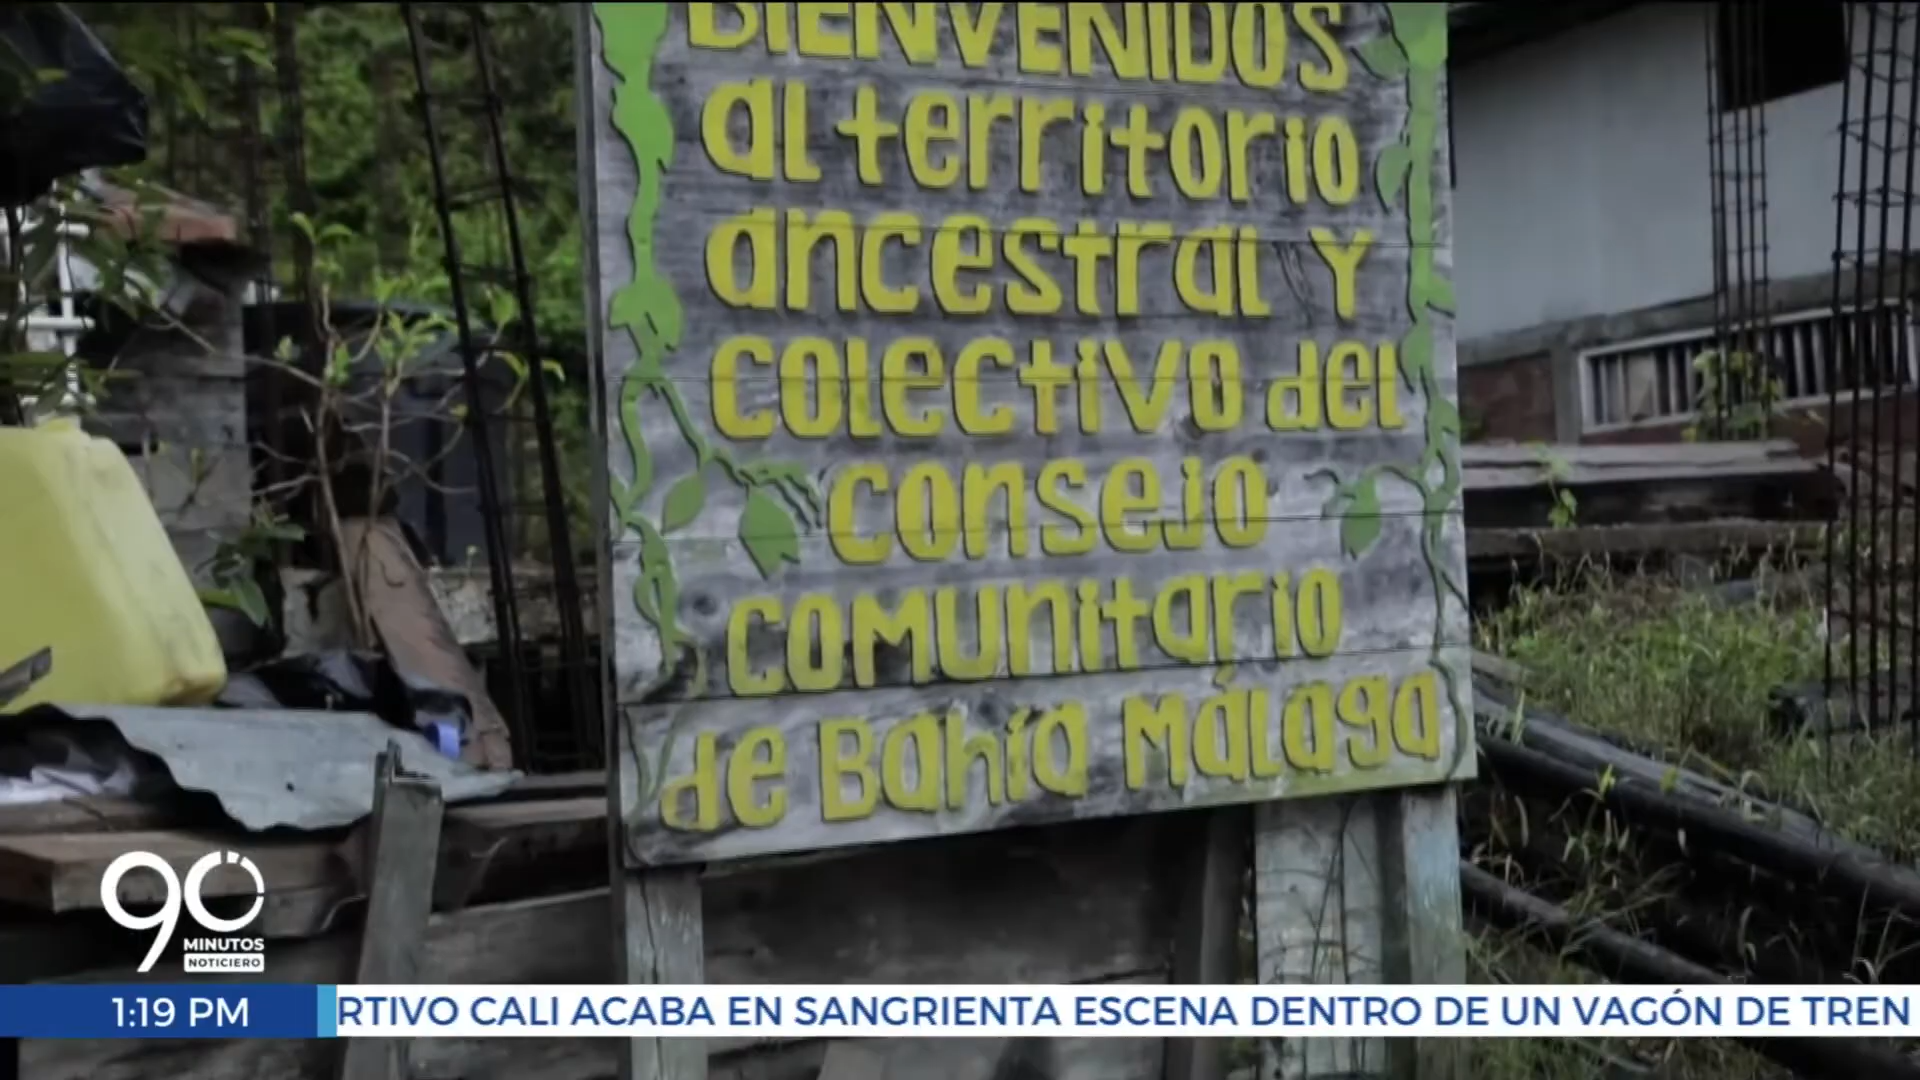 BIENVENIDOS
al territorio
ancestral y
colectivo del
consejo
comunitario
de Bahía Málaga
90
MINUTOS
NOTICIERO
1:19 PM
RTIVO CALI ACABA EN SANGRIENTA ESCENA DENTRO DE UN VAGÓN DE TREN